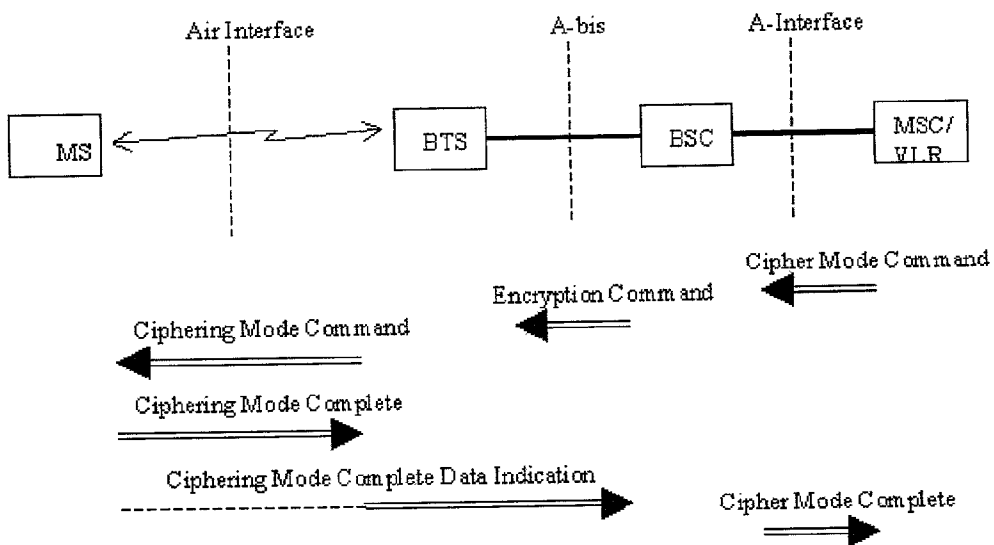 Air Interface
A-bis
A-Interface
MS
BTS
BSC
MSC/
VLR
Cipher Mode Command
Encryption Command
Ciphering Mode Command
Ciphering Mode Complete
Ciphering Mode Complete Data Indication
Cipher Mode Complete